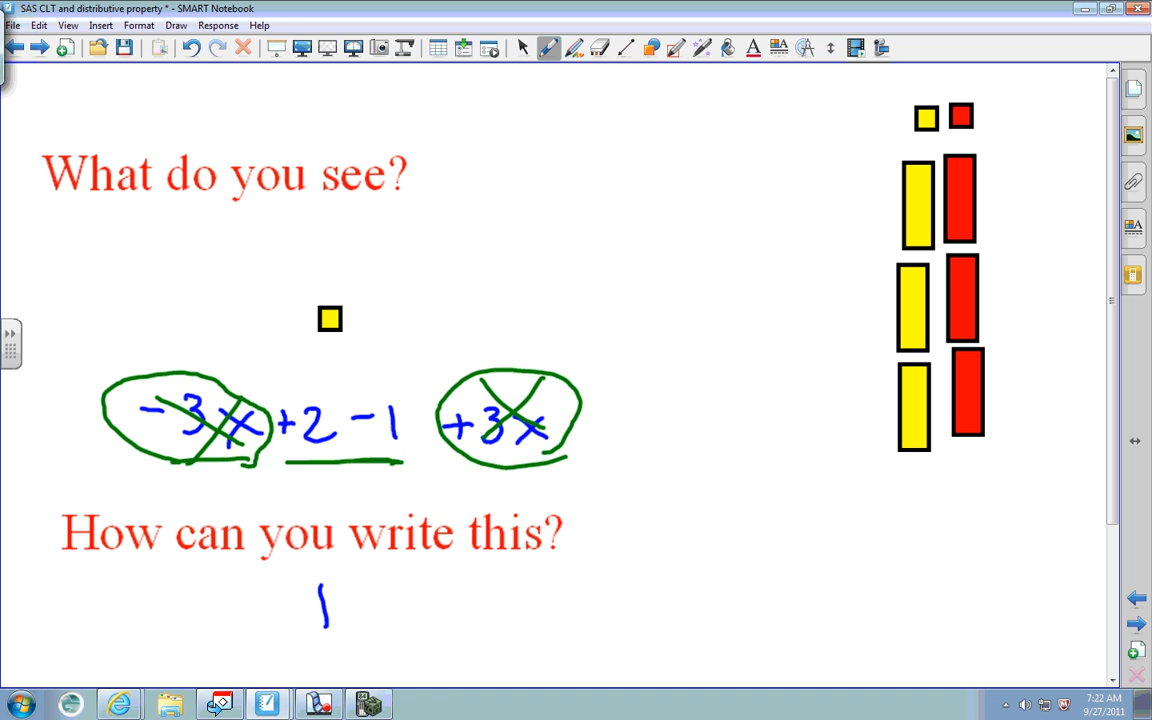 SAS CLT and distributive property * - SMART Notebook
File Edit View Insert Format Tools Draw Response Help
What do you see?
-3x +2 -1 +3x
How can you write this?
1
7:22 AM
9/27/2011